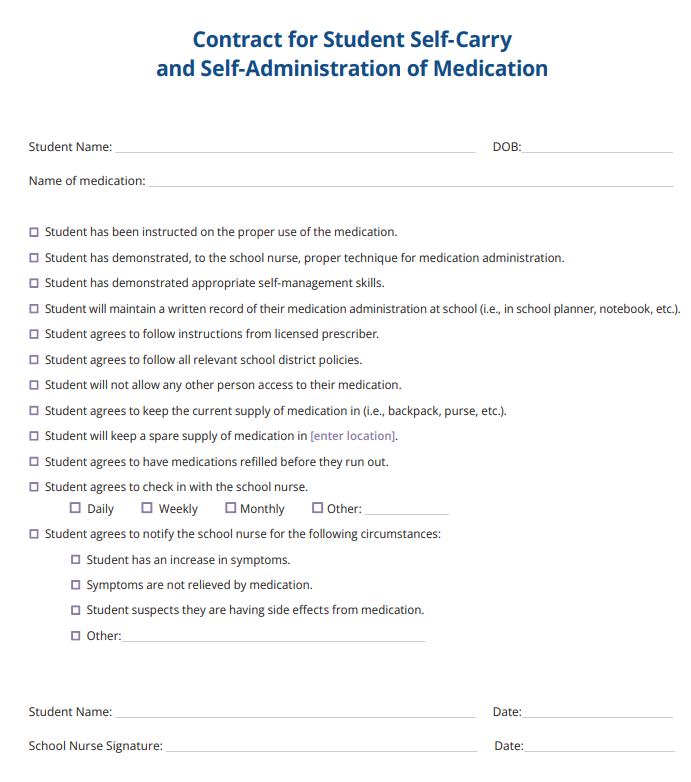 Contract for Student Self-Carry
and Self-Administration of Medication
Student Name: DOB:
Name of medication:
Student has been instructed on the proper use of the medication.
Student has demonstrated, to the school nurse, proper technique for medication administration.
Student has demonstrated appropriate self-management skills.
Student will maintain a written record of their medication administration at school (i.e., in school planner, notebook, etc.).
Student agrees to follow instructions from licensed prescriber.
Student agrees to follow all relevant school district policies.
Student will not allow any other person access to their medication.
Student agrees to keep the current supply of medication in (i.e., backpack, purse, etc.).
Student will keep a spare supply of medication in [enter location].
Student agrees to have medications refilled before they run out.
Student agrees to check in with the school nurse.
Daily Weekly Monthly Other:
Student agrees to notify the school nurse for the following circumstances:
Student has an increase in symptoms.
Symptoms are not relieved by medication.
Student suspects they are having side effects from medication.
Other:
Student Name: Date:
School Nurse Signature: Date: